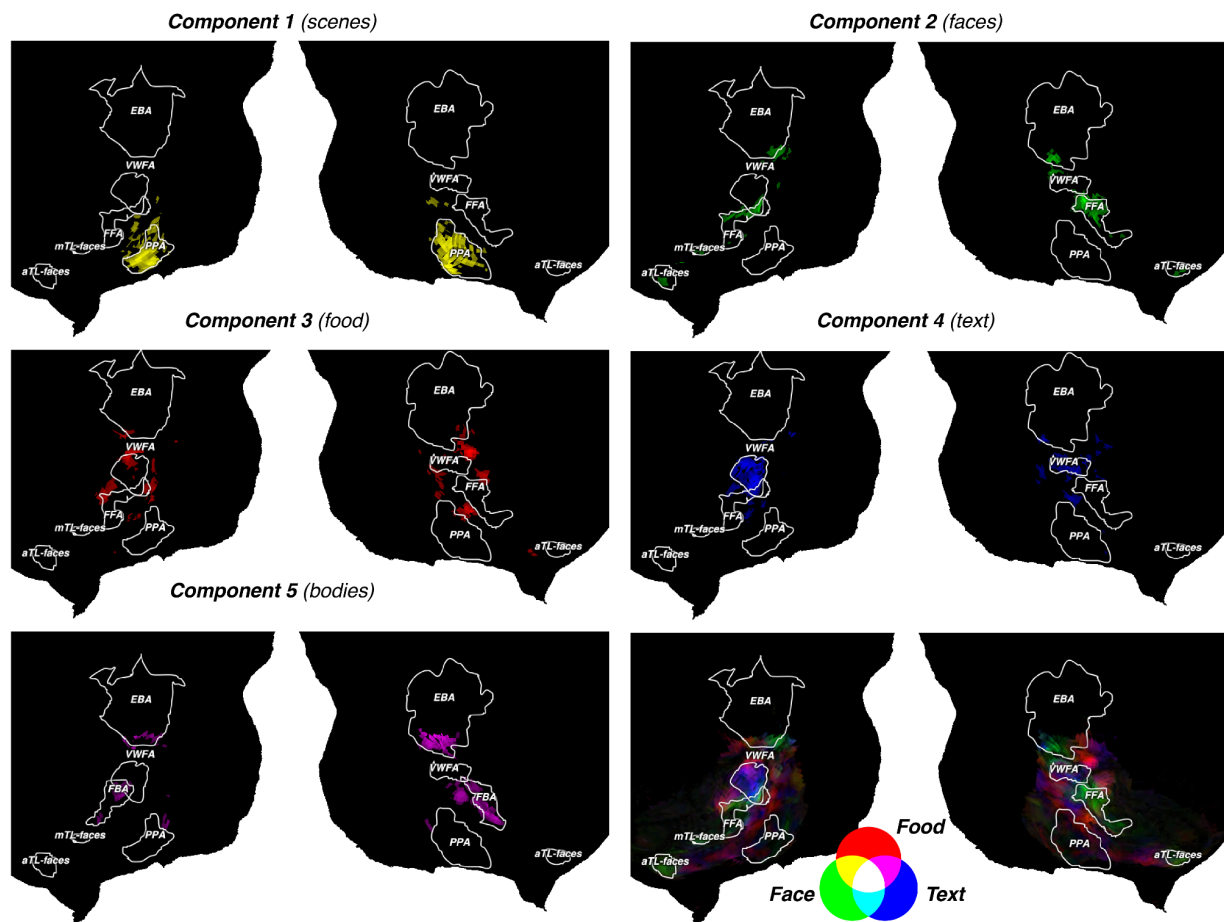 Component 1 (scenes)
EBA
VWFA
FFA
mTL-faces
PPA
aTL-faces
EBA
VWFA
FFA
PPA
aTL-faces
Component 2 (faces)
EBA
VWFA
FFA
mTL-faces
PPA
aTL-faces
EBA
VWFA
FFA
PPA
aTL-faces
Component 3 (food)
EBA
VWFA
FFA
mTL-faces
PPA
aTL-faces
EBA
VWFA
FFA
PPA
aTL-faces
Component 4 (text)
EBA
VWFA
FFA
mTL-faces
PPA
aTL-faces
EBA
VWFA
FFA
PPA
aTL-faces
Component 5 (bodies)
EBA
VWFA
FBA
mTL-faces
PPA
aTL-faces
EBA
VWFA
FBA
PPA
aTL-faces
EBA
VWFA
FFA
mTL-faces
PPA
aTL-faces
EBA
VWFA
FFA
PPA
aTL-faces
Food
Face
Text